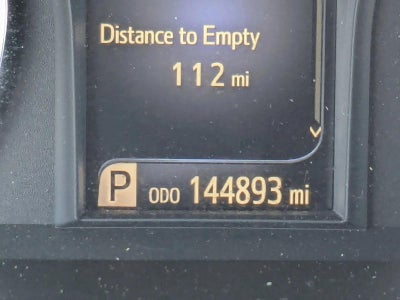 Distance to Empty
112 mi
P ODO 144893 mi